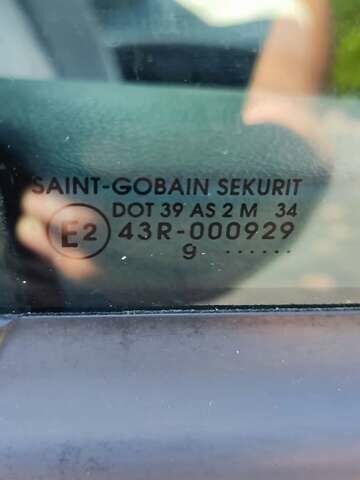 SAINT-GOBAIN SEKURIT
DOT 39 AS 2 M 34
E2 43R-000929
9 ......